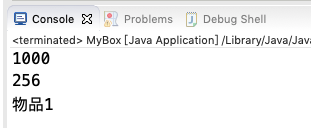 Console Problems Debug Shell
<terminated> MyBox [Java Application] /Library/Java/Java
1000
256
物品1